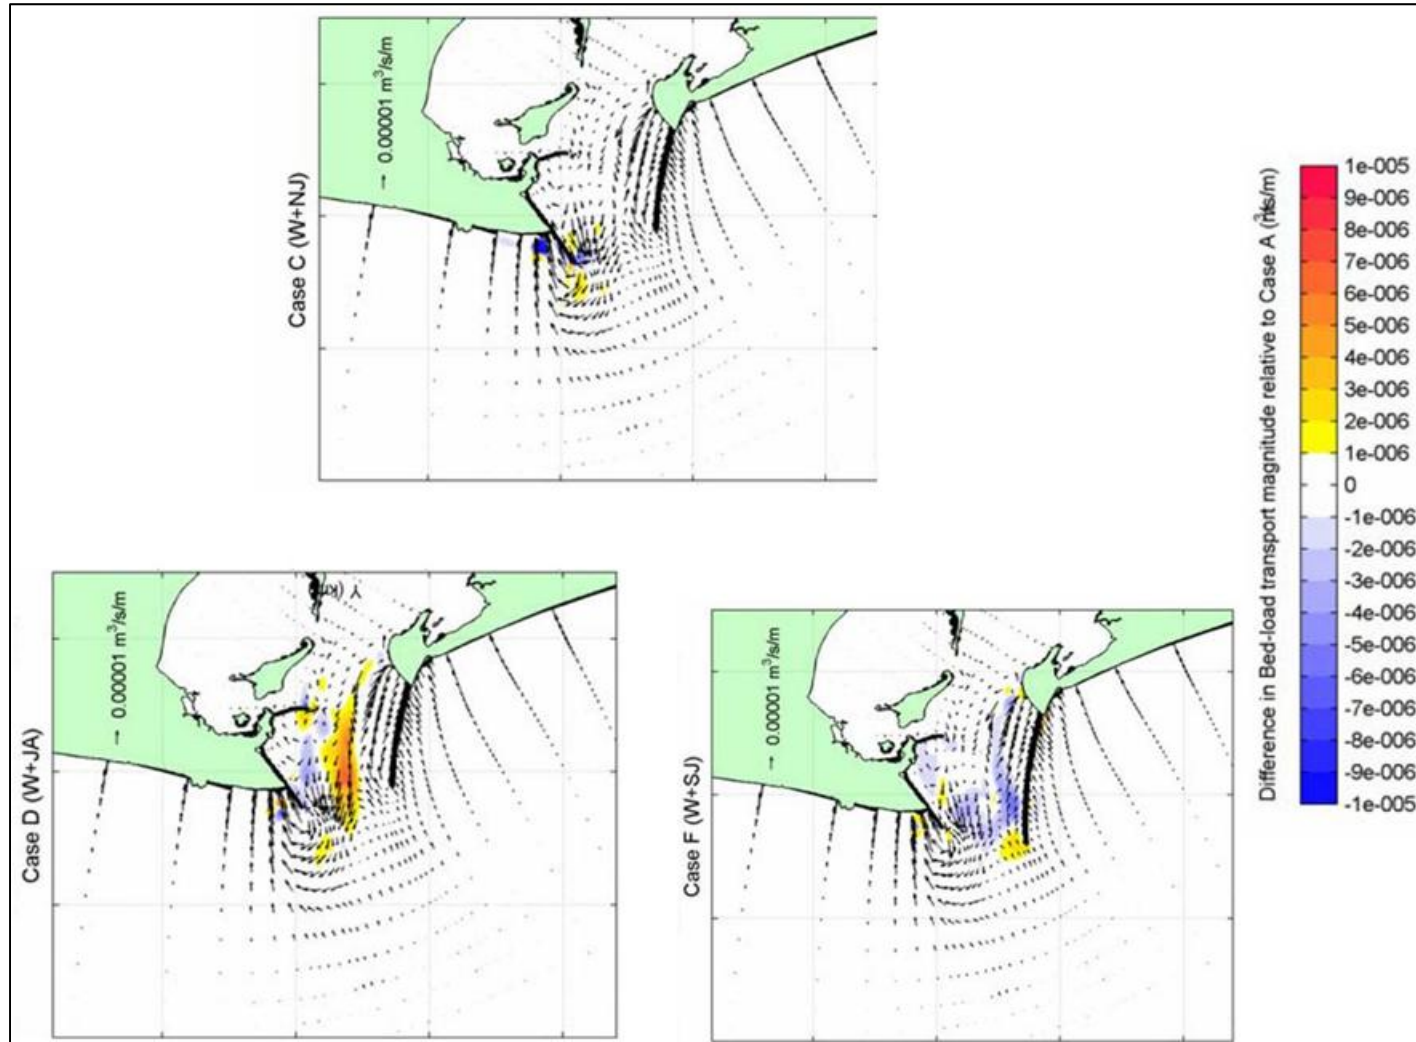 Case C (W+NJ)
→ 0.00001 m³/s/m
Case D (W+JA)
→ 0.00001 m³/s/m
Y (km
Case F (W+SJ)
→ 0.00001 m³/s/m
Difference in Bed-load transport magnitude relative to Case A
1e-005
9e-006
8e-006
7e-006
6e-006
5e-006
4e-006
3e-006
2e-006
1e-006
0
-1e-006
-2e-006
-3e-006
-4e-006
-5e-006
-6e-006
-7e-006
-8e-006
-9e-006
-1e-005